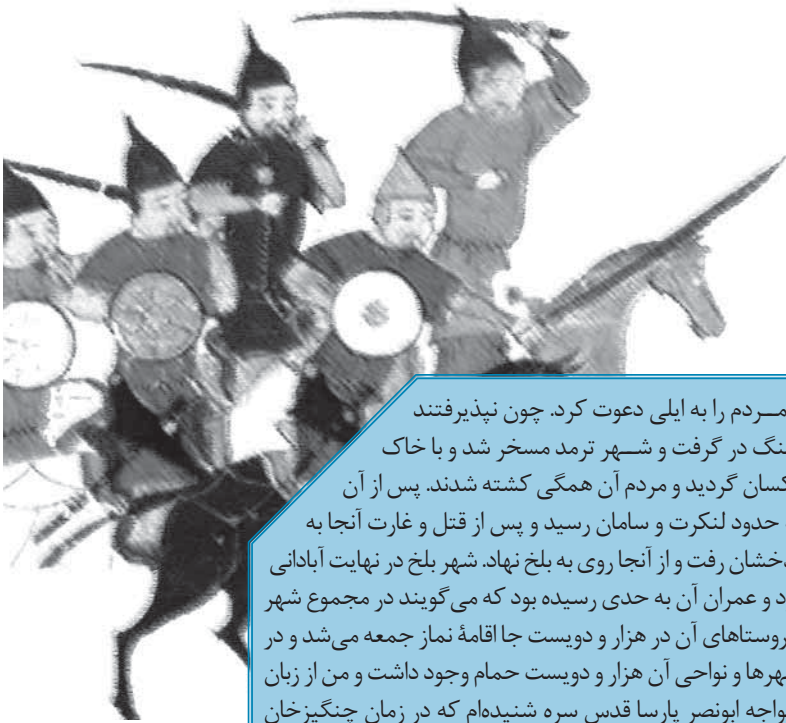 مردم را به ایلی دعوت کرد. چون نپذیرفتند
نگ در گرفت و شهر ترمد مسخر شد و با خاک
کسان گردید و مردم آن همگی کشته شدند. پس از آن
حدود لنکرت و سامان رسید و پس از قتل و غارت آنجا به
دخشان رفت و از آنجا روی به بلخ نهاد. شهر بلخ در نهایت آبادانی
د و عمران آن به حدی رسیده بود که می‌گویند در مجموع شهر
روستاهای آن در هزار و دویست جا اقامهٔ نماز جمعه می‌شد و در
هرها و نواحی آن هزار و دویست حمام وجود داشت و من از زبان
واجه ابونصر پارسا قدس سره شنیده‌ام که در زمان چنگیزخان